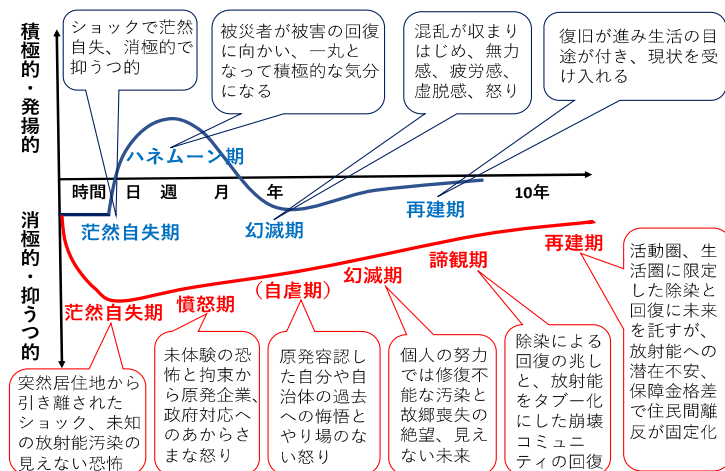 積極的・発揚的
消極的・抑うつ的
ショックで茫然
自失、消極的で
抑うつ的
被災者が被害の回復
に向かい、一丸と
なって積極的な気分
になる
混乱が収まり
はじめ、無力
感、疲労感、
虚脱感、怒り
復旧が進み生活の目
途が付き、現状を受
け入れる
ハネムーン期
時間 日 週 月 年 10年
茫然自失期
幻滅期
再建期
茫然自失期
憤怒期
(自虐期)
幻滅期
諦観期
再建期
突然居住地から
引き離された
ショック、未知
の放射能汚染の
見えない恐怖
未体験の恐
怖と拘束から
原発企業、
政府対応へ
のあからさ
まな怒り
原発容認した
自分や自治
体の過去
への悔悟と
やり場のな
い怒り
個人の努力
では修復不
能な汚染と
故郷喪失の
絶望、見え
ない未来
除染による
回復の兆し
と、放射能
をタブー化
にした崩壊
コミュニ
ティの回復
活動圏、生
活圏に限定
した除染と
回復に未来
を託すが、
放射能への
潜在不安、
保障金格差
で住民間離
反が固定化